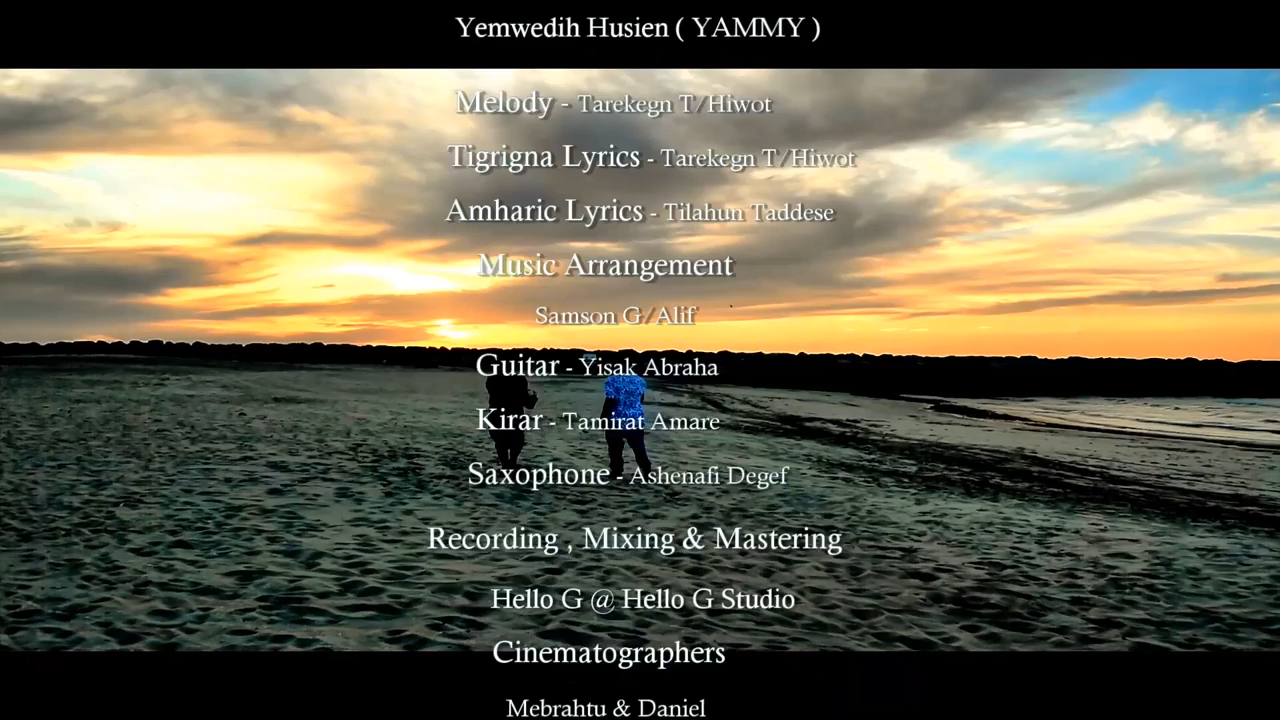 Yemwedih Husien ( YAMMY )
Melody - Tarekegn T/Hiwot
Tigrigna Lyrics - Tarekegn T/Hiwot
Amharic Lyrics - Tilahun Taddese
Music Arrangement
Samson G/Alif
Guitar - Yisak Abraha
Kirar - Tamirat Amare
Saxophone - Ashenafi Degef
Recording , Mixing & Mastering
Hello G @ Hello G Studio
Cinematographers
Mebrahtu & Daniel